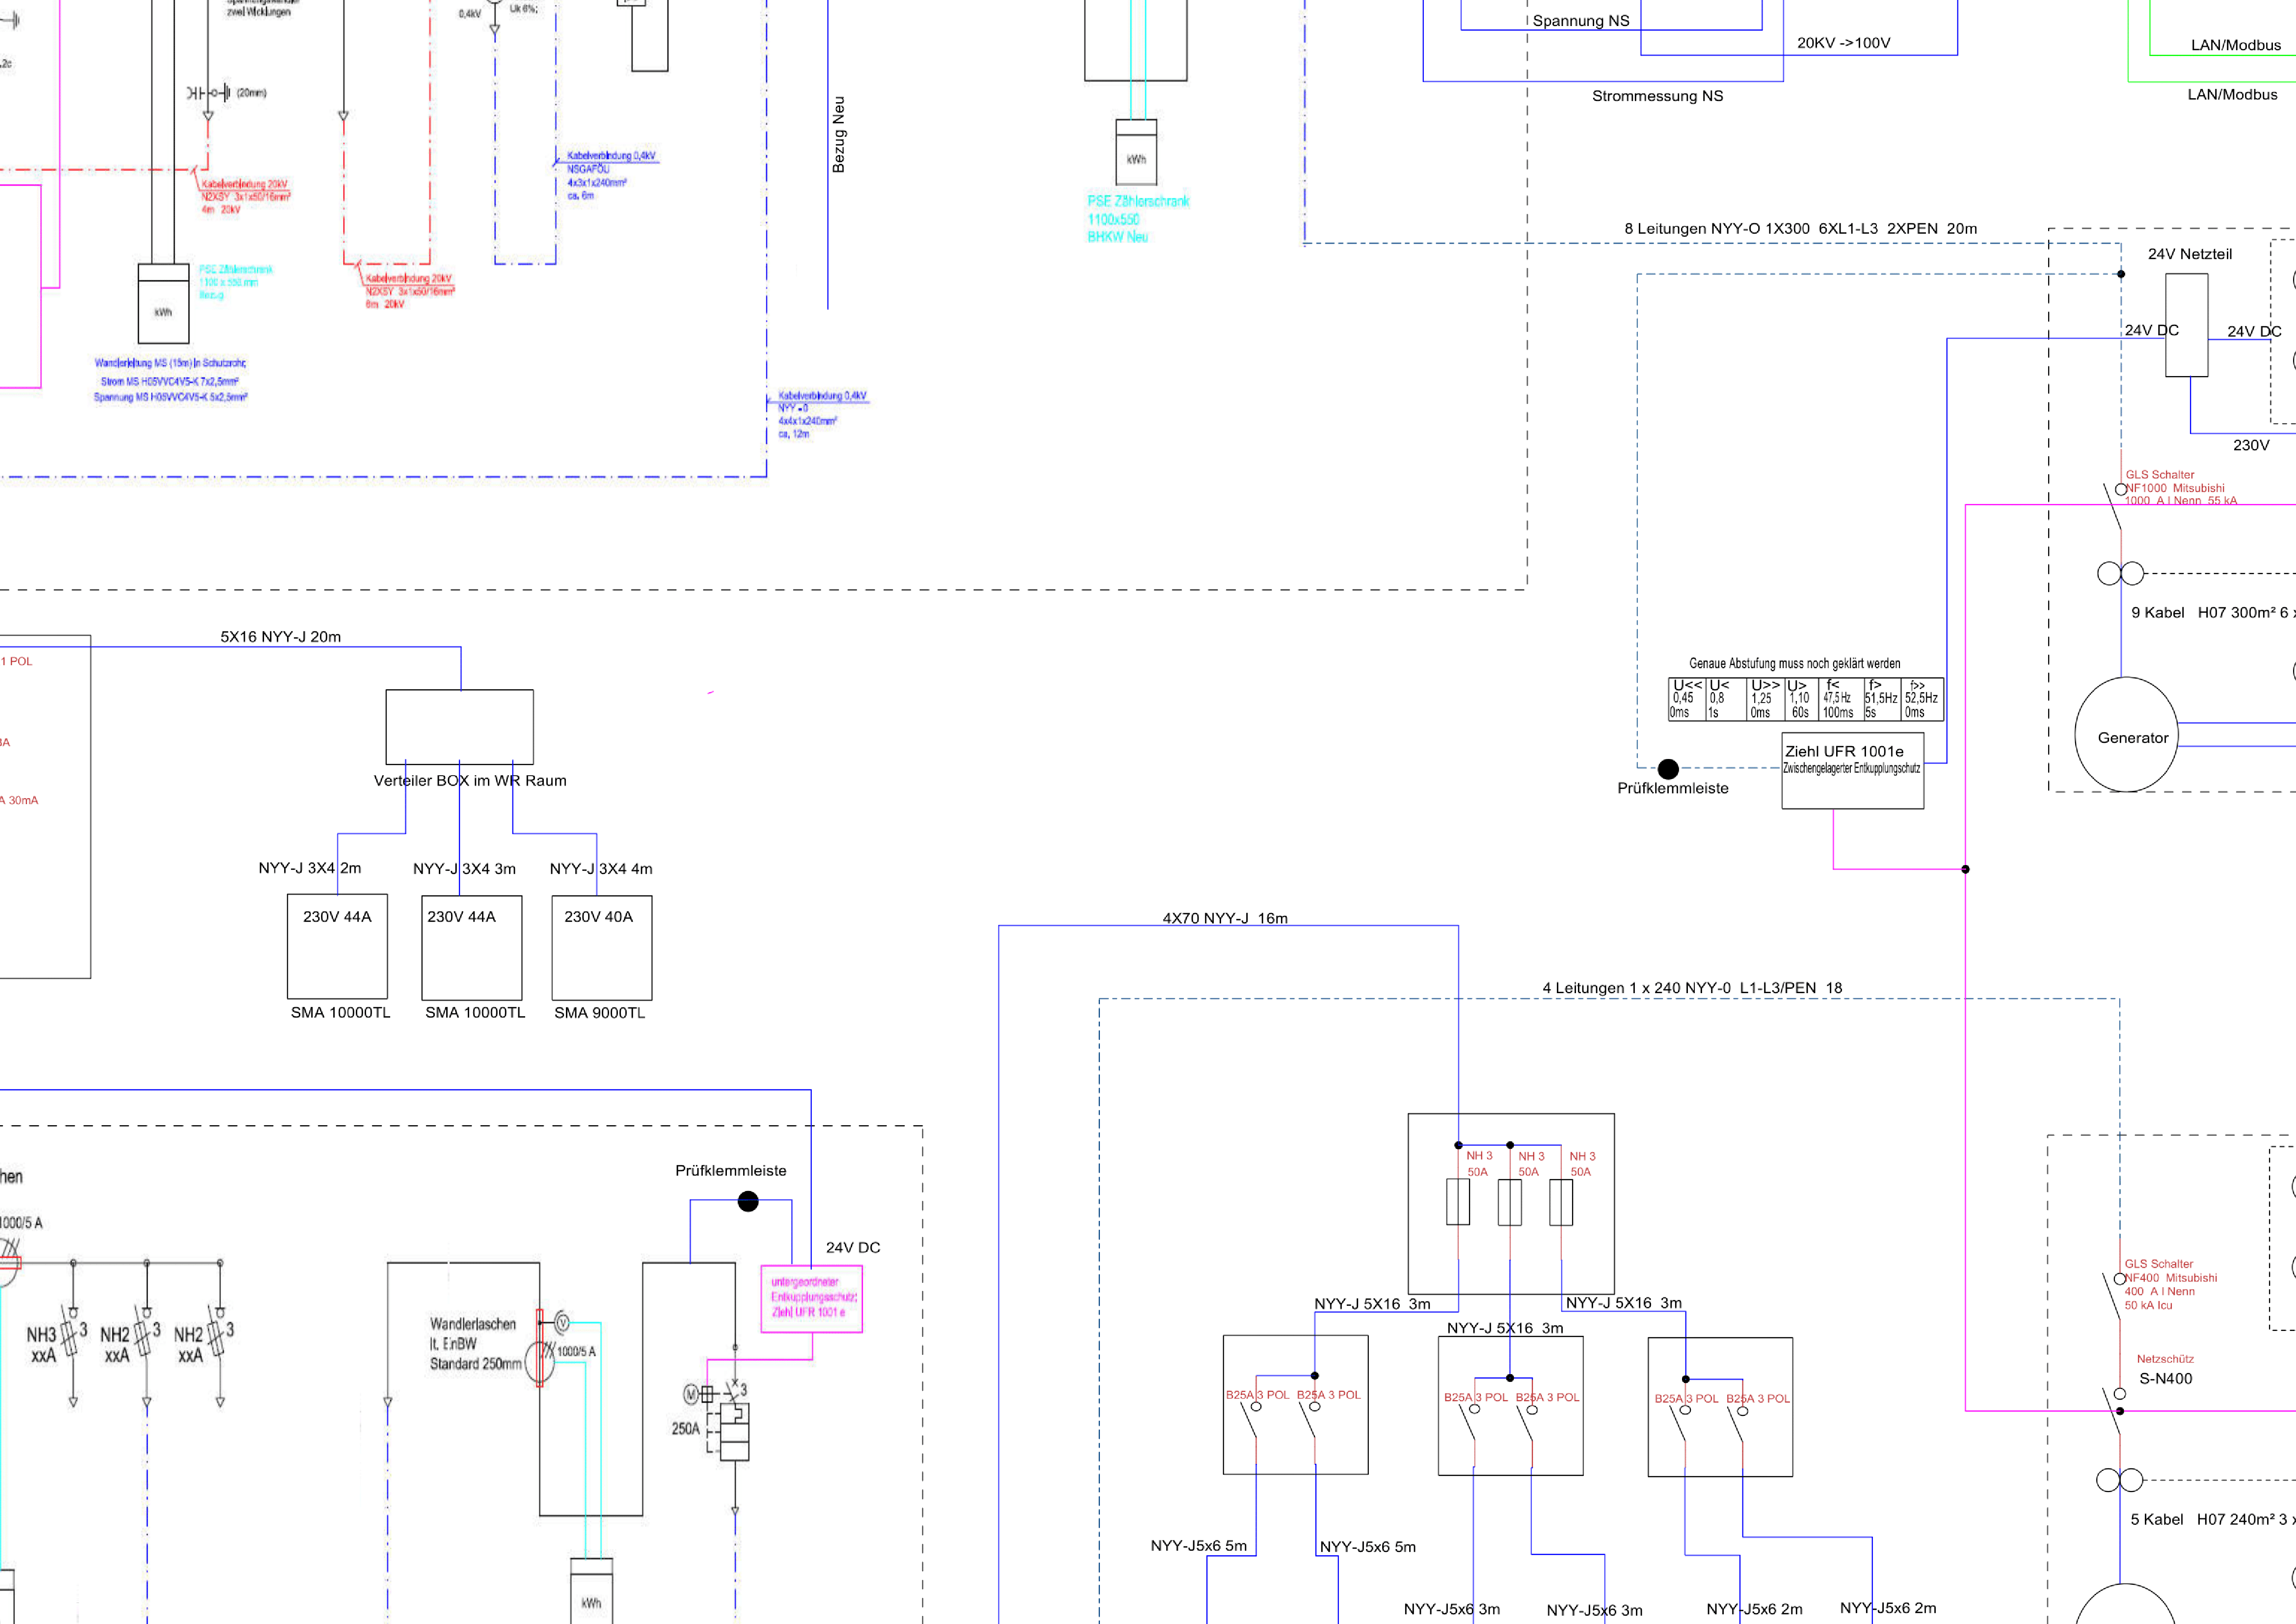 zwei Wicklungen
0,4kV
Uk 6%;
(20mm)
Kabelverbindung 20kV
N2XSY 3x1x50/16mm²
4m 20kV
Kabelverbindung 0,4kV
NSGAFÖU
4x3x1x240mm²
ca. 6m
Bezug Neu
kWh
PSE Zählerschrank
1100x550
BHKW Neu
Spannung NS
20KV ->100V
Strommessung NS
LAN/Modbus
LAN/Modbus
8 Leitungen NYY-O 1X300 6XL1-L3 2XPEN 20m
24V Netzteil
24V DC
24V DC
230V
PSE Zählerschrank
1100 x 550 mm
Bezug
kWh
Kabelverbindung 20kV
N2XSY 3x1x50/16mm²
6m 20kV
Wandlerleitung MS (15m) in Schutzrohr;
Strom MS H05VVC4V5-K 7x2,5mm²
Spannung MS H05VVC4V5-K 5x2,5mm²
Kabelverbindung 0,4kV
NYY -0
4x4x1x240mm²
ca. 12m
GLS Schalter
NF1000 Mitsubishi
1000 A I Nenn 55 kA
9 Kabel H07 300m² 6 x
Generator
5X16 NYY-J 20m
1 POL
A 30mA
Verteiler BOX im WR Raum
NYY-J 3X4 2m
NYY-J 3X4 3m
NYY-J 3X4 4m
230V 44A
230V 44A
230V 40A
SMA 10000TL
SMA 10000TL
SMA 9000TL
Genaue Abstufung muss noch geklärt werden
U<< U< U>> U> f< f> f>>
0,45 0,8 1,25 1,10 47,5Hz 51,5Hz 52,5Hz
0ms 1s 0ms 60s 100ms 5s 0ms
Ziehl UFR 1001e
Zwischengelagerter Entkupplungschutz
Prüfklemmleiste
4X70 NYY-J 16m
4 Leitungen 1 x 240 NYY-0 L1-L3/PEN 18
NH 3
50A
NH 3
50A
NH 3
50A
NYY-J 5X16 3m
NYY-J 5X16 3m
NYY-J 5X16 3m
B25A 3 POL B25A 3 POL
B25A 3 POL B25A 3 POL
B25A 3 POL B25A 3 POL
NYY-J5x6 5m
NYY-J5x6 5m
NYY-J5x6 3m
NYY-J5x6 3m
NYY-J5x6 2m
NYY-J5x6 2m
GLS Schalter
NF400 Mitsubishi
400 A I Nenn
50 kA Icu
Netzschütz
S-N400
5 Kabel H07 240m² 3 x
Prüfklemmleiste
24V DC
untergeordneter
Entkupplungsschutz;
Ziehl UFR 1001 e
1000/5 A
NH3
xxA
3
NH2
xxA
3
NH2
xxA
3
Wandlerlaschen
lt. EnBW
Standard 250mm
V
1000/5 A
M
3
250A
kWh